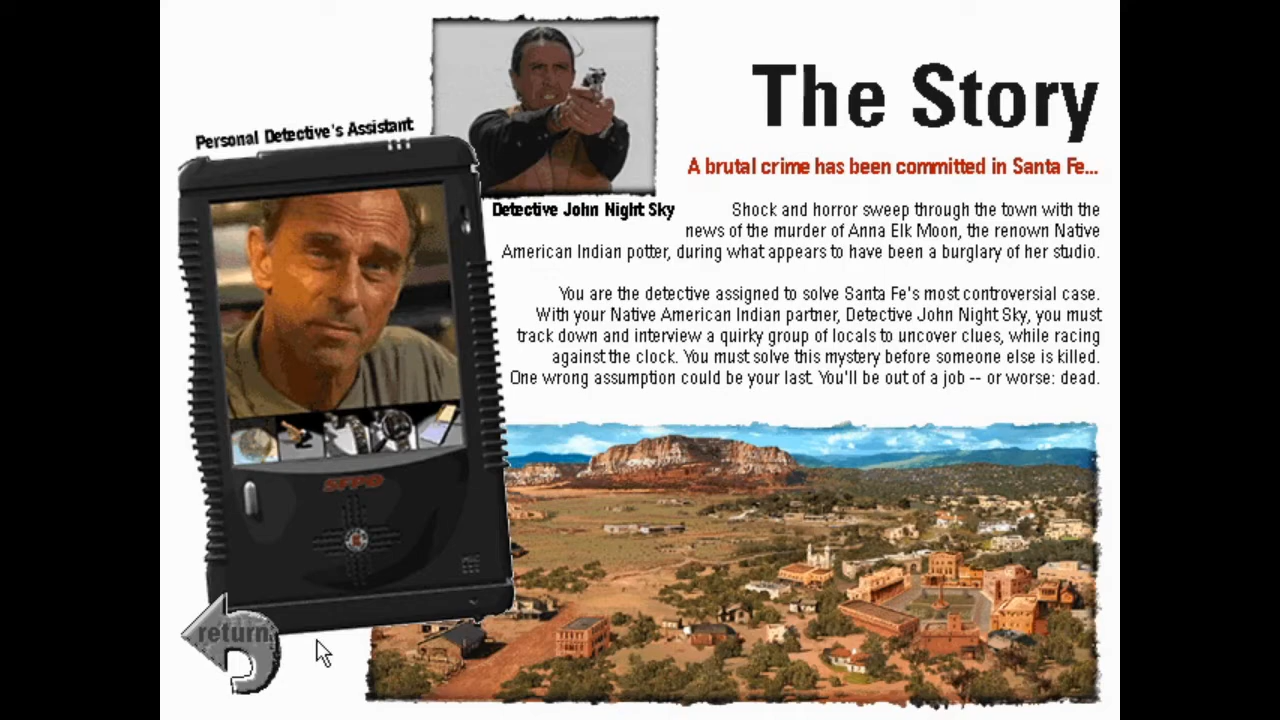 The Story
Personal Detective's Assistant
A brutal crime has been committed in Santa Fe...
Detective John Night Sky
Shock and horror sweep through the town with the
news of the murder of Anna Elk Moon, the renown Native
American Indian potter, during what appears to have been a burglary of her studio.
You are the detective assigned to solve Santa Fe's most controversial case.
With your Native American Indian partner, Detective John Night Sky, you must
track down and interview a quirky group of locals to uncover clues, while racing
against the clock. You must solve this mystery before someone else is killed.
One wrong assumption could be your last. You'll be out of a job -- or worse: dead.
SFPD
return